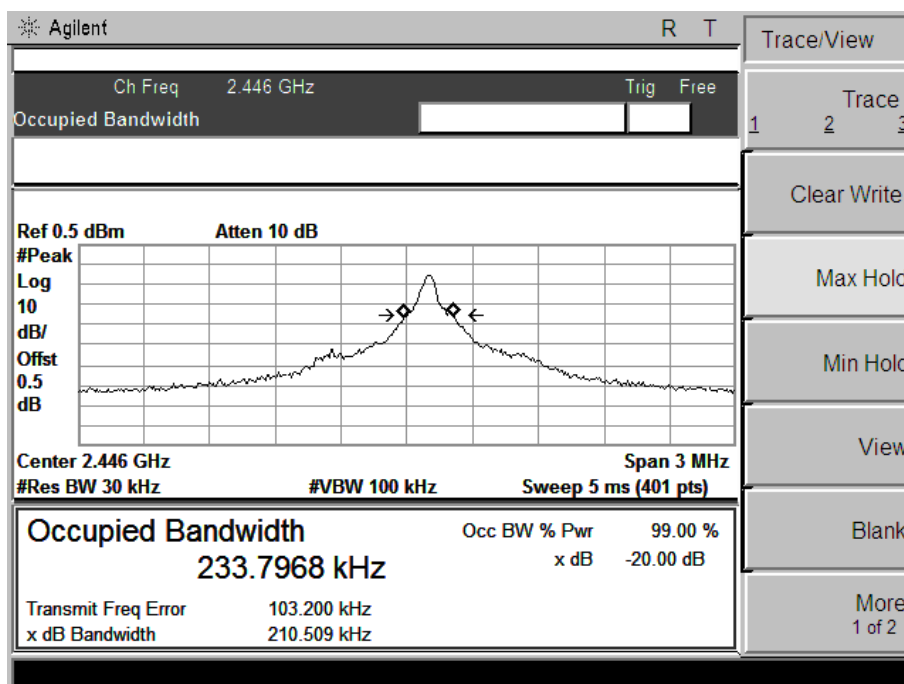 Agilent R T
Ch Freq 2.446 GHz Trig Free
Occupied Bandwidth
Ref 0.5 dBm Atten 10 dB
#Peak
Log
10
dB/
Offst
0.5
dB
Center 2.446 GHz Span 3 MHz
#Res BW 30 kHz #VBW 100 kHz Sweep 5 ms (401 pts)
Occupied Bandwidth
233.7968 kHz
Occ BW % Pwr 99.00 %
x dB -20.00 dB
Transmit Freq Error 103.200 kHz
x dB Bandwidth 210.509 kHz
Trace/View
Trace
1 2 3
Clear Write
Max Hold
Min Hold
View
Blank
More
1 of 2